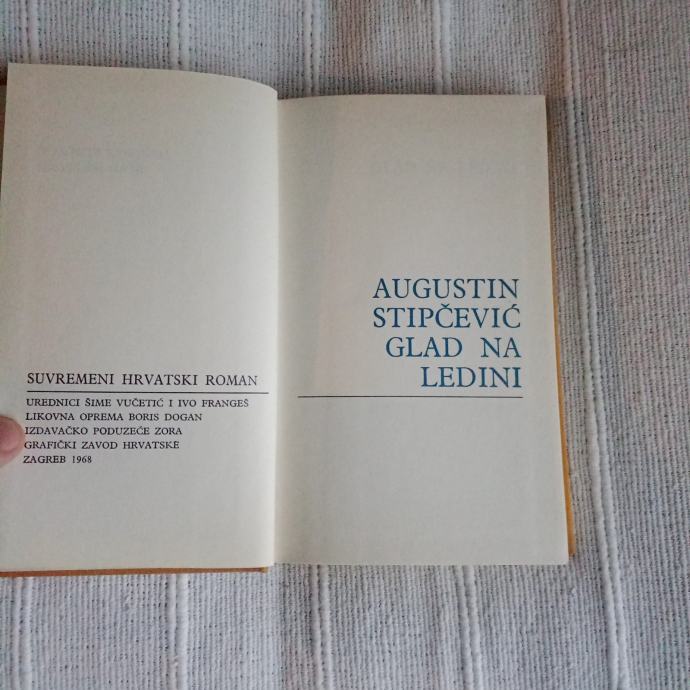 SUVREMENI HRVATSKI ROMAN
UREDNICI ŠIME VUČETIĆ I IVO FRANGEŠ
LIKOVNA OPREMA BORIS DOGAN
IZDAVAČKO PODUZEĆE ZORA
GRAFIČKI ZAVOD HRVATSKE
ZAGREB 1968
AUGUSTIN
STIPČEVIĆ
GLAD NA
LEDINI